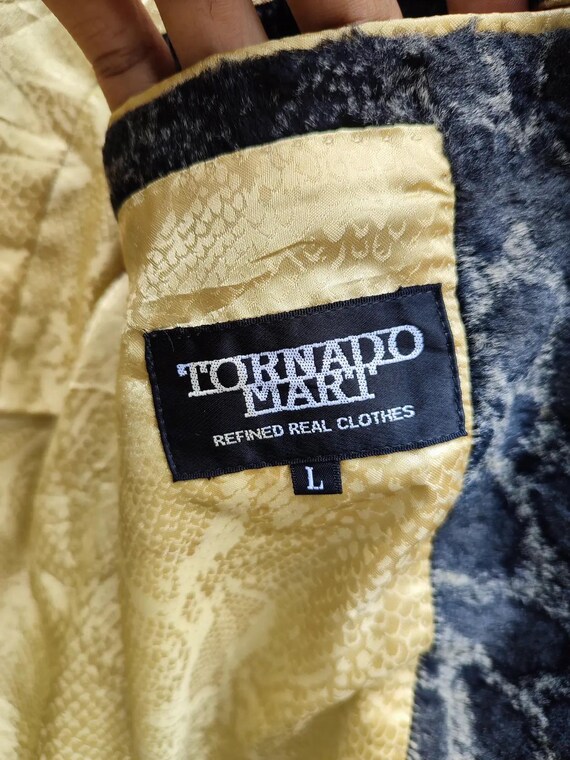 TORNADO
MART
REFINED REAL CLOTHES
L